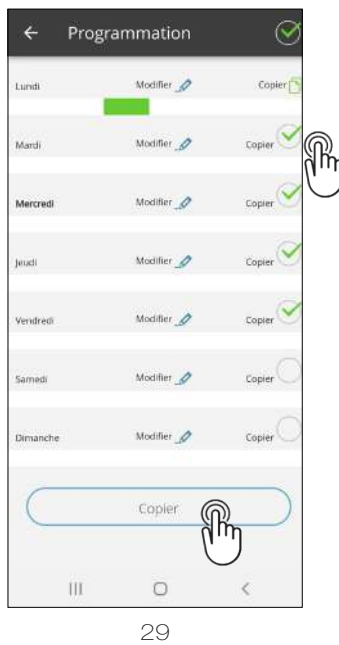 Programmation
Lundi Modifier Copier
Mardi Modifier Copier
Mercredi Modifier Copier
Jeudi Modifier Copier
Vendredi Modifier Copier
Samedi Modifier Copier
Dimanche Modifier Copier
Copier
29